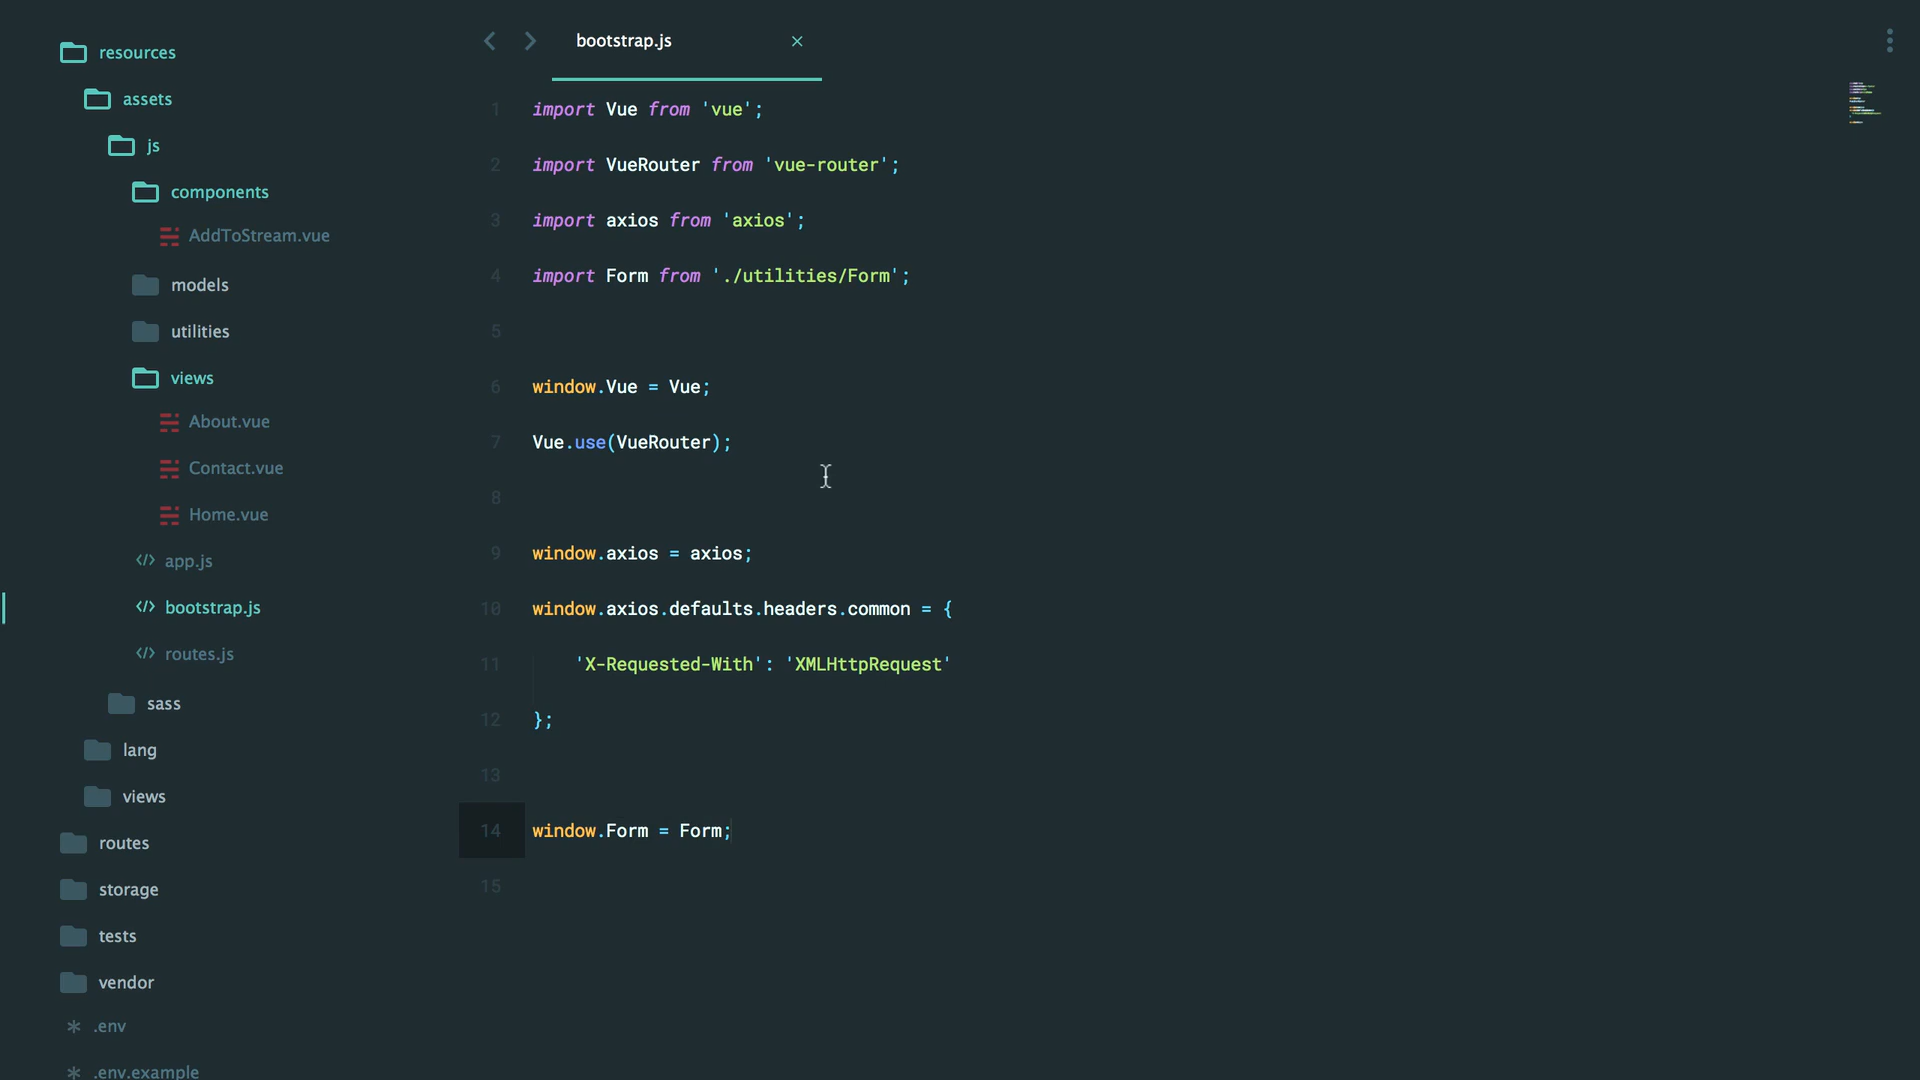 resources
assets
js
components
AddToStream.vue
models
utilities
views
About.vue
Contact.vue
Home.vue
app.js
bootstrap.js
routes.js
sass
lang
views
routes
storage
tests
vendor
.env
.env.example
bootstrap.js
1 import Vue from 'vue';
2 import VueRouter from 'vue-router';
3 import axios from 'axios';
4 import Form from './utilities/Form';
5
6 window.Vue = Vue;
7 Vue.use(VueRouter);
8
9 window.axios = axios;
10 window.axios.defaults.headers.common = {
11 'X-Requested-With': 'XMLHttpRequest'
12 };
13
14 window.Form = Form;
15